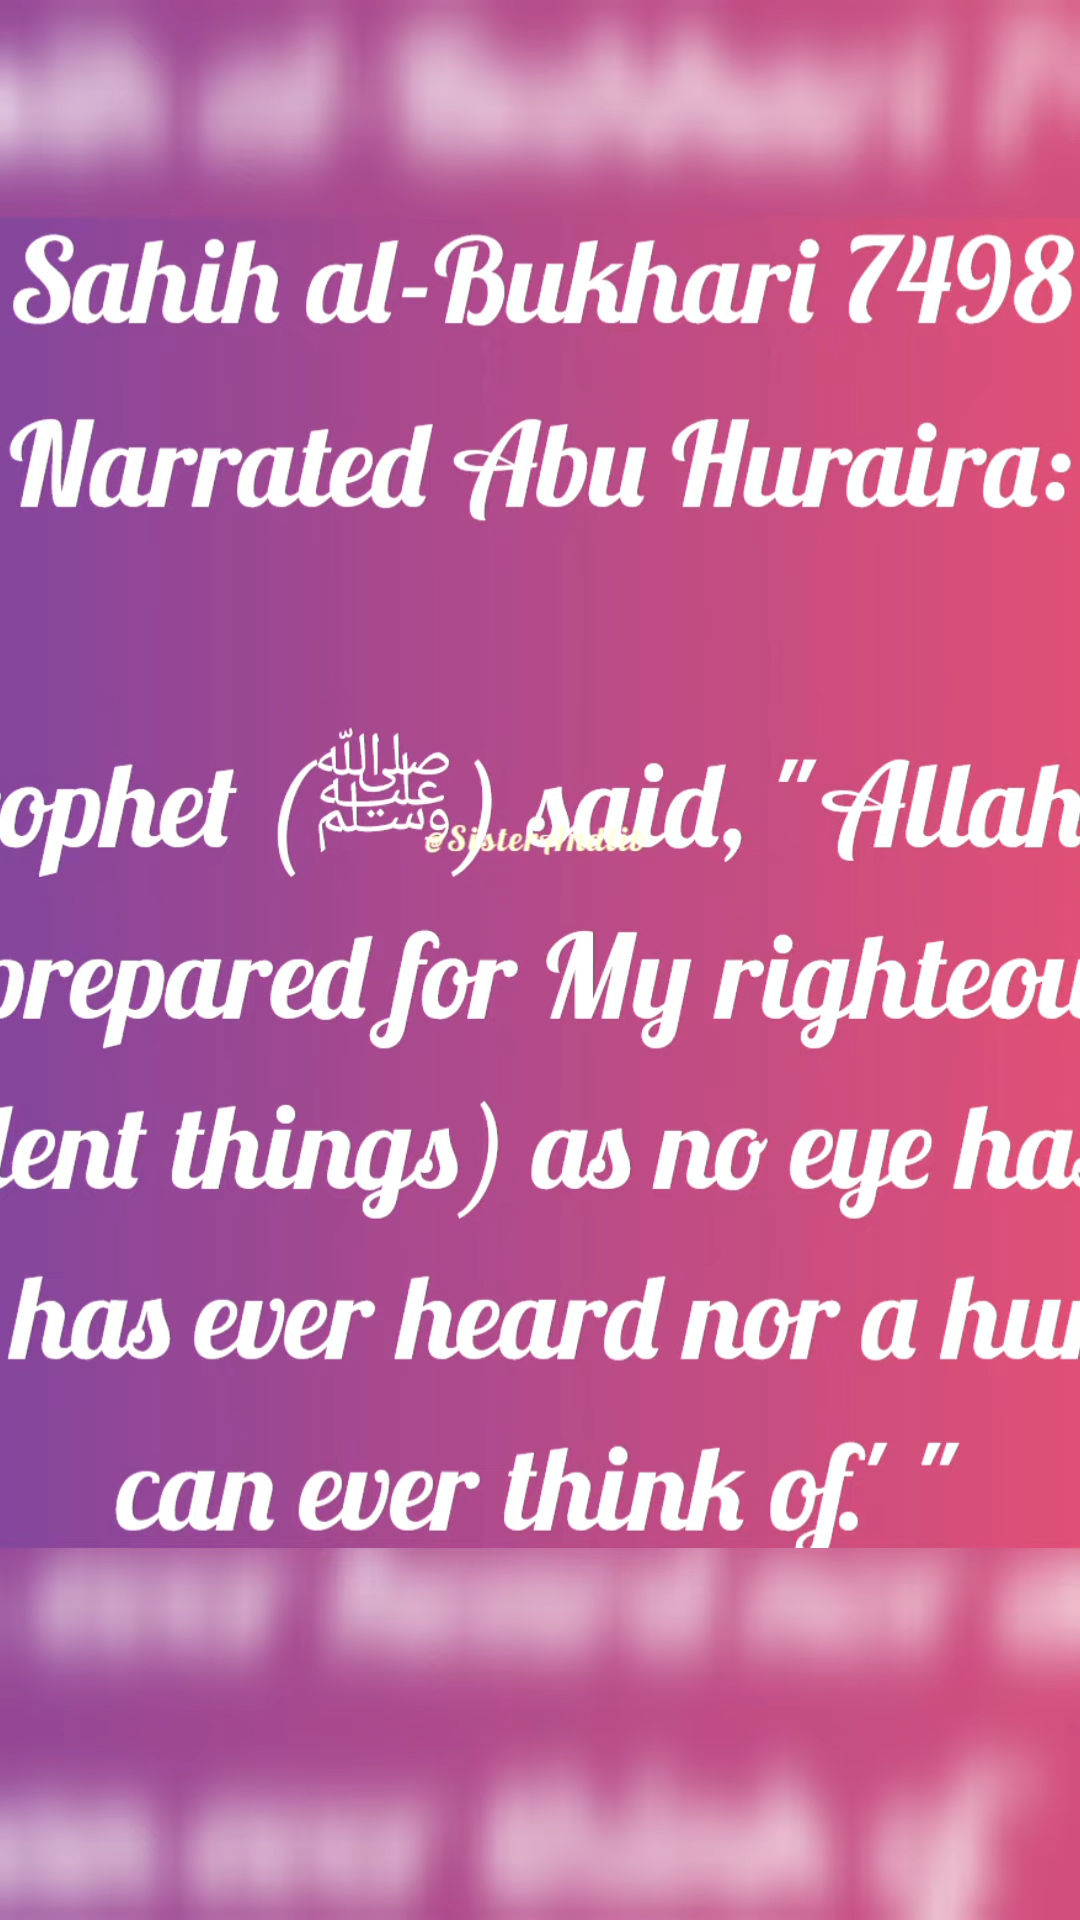 Sahih al-Bukhari 7498
Narrated Abu Huraira:
ophet (ﷺ) said, "Allah
prepared for My righteou
lent things) as no eye has
has ever heard nor a hu
can ever think of.' "